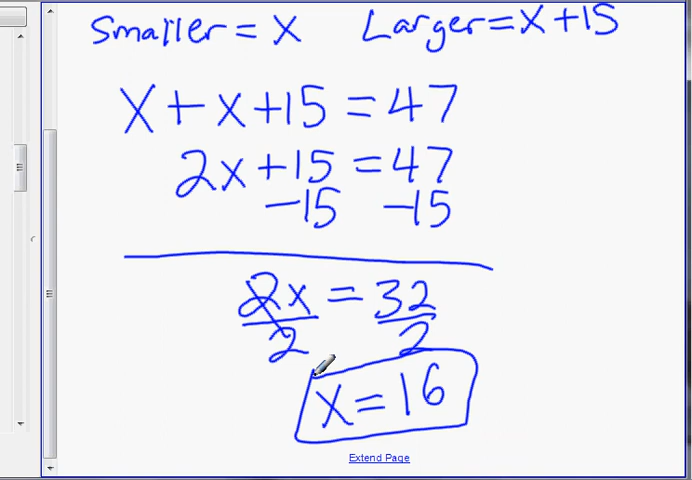 Smaller = X Larger = X + 15
X + x + 15 = 47
2x + 15 = 47
-15 -15
2x = 32
2 2
X = 16
Extend Page